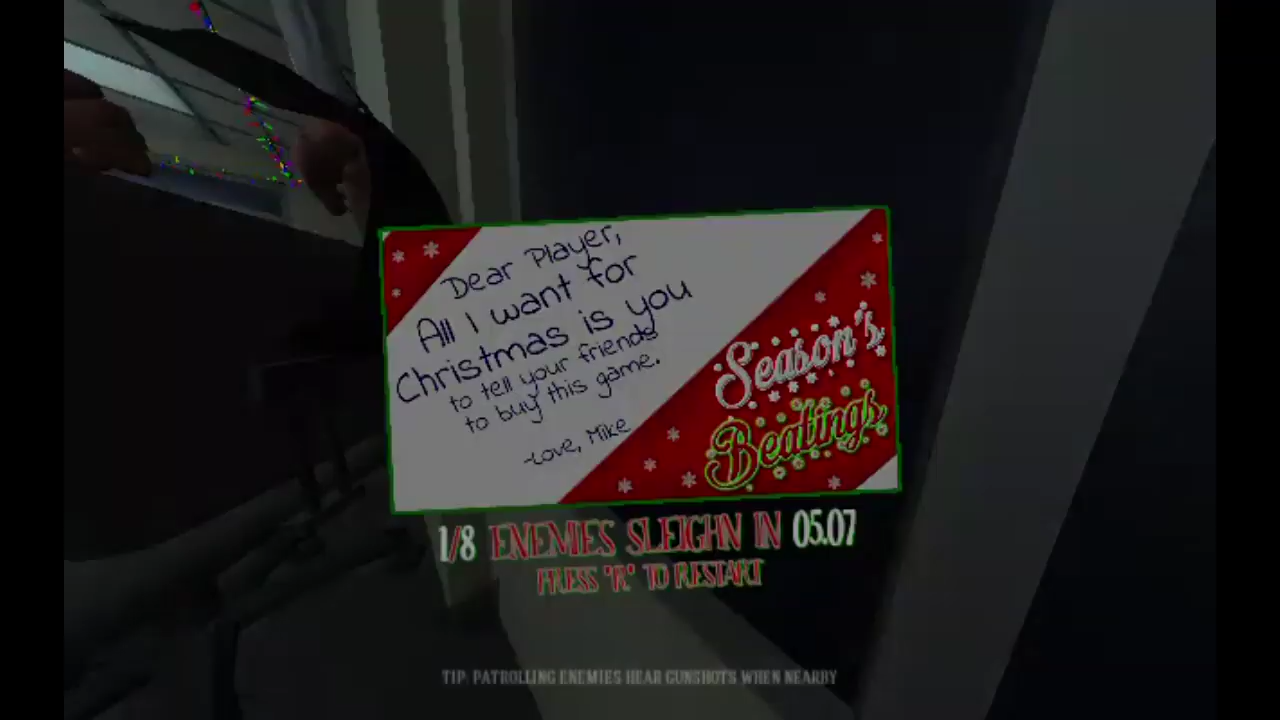 Dear Player,
All I want for
Christmas is you
to tell your friends
to buy this game.
-Love, Mike
Season's
Beatings
1/8 ENEMIES SLEIGHN IN 05.07
PRESS "R" TO RESTART
TIP: PATROLLING ENEMIES HEAR GUNSHOTS WHEN NEARBY